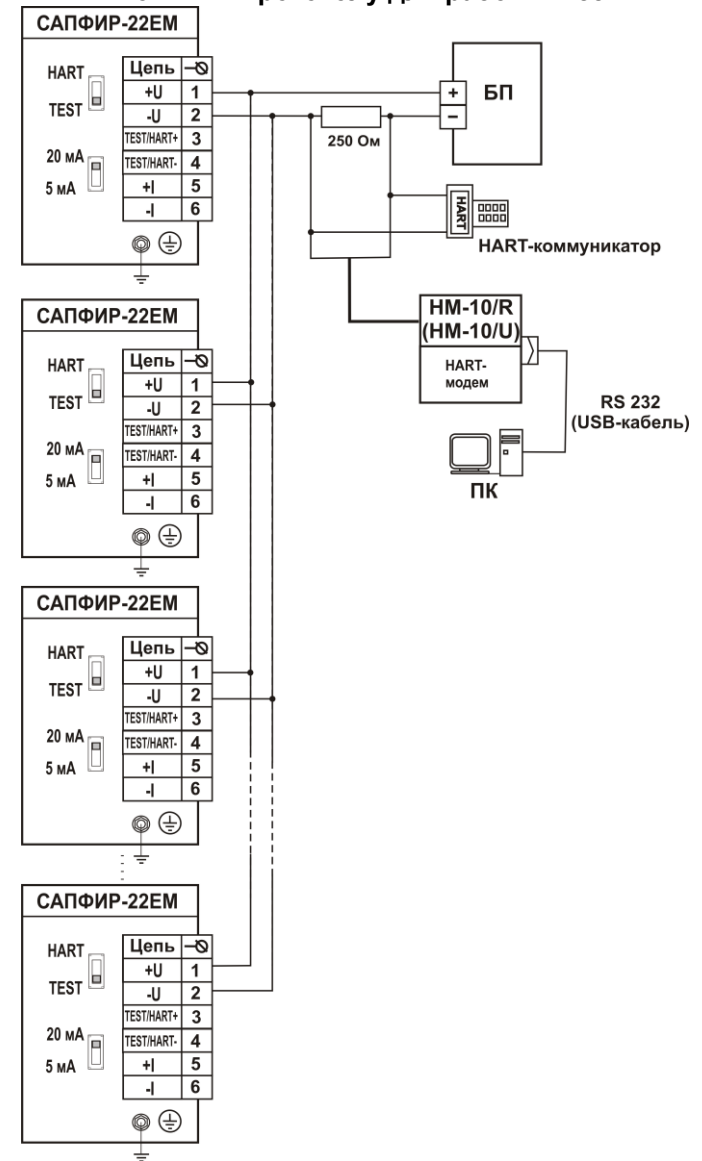 САПФИР-22ЕМ
HART
TEST
20 мА
5 мА
Цепь
+U 1
-U 2
TEST/HART+ 3
TEST/HART- 4
+I 5
-I 6
+
−
БП
250 Ом
HART
HART-коммуникатор
НМ-10/R
(НМ-10/U)
HART-
модем
RS 232
(USB-кабель)
ПК
САПФИР-22ЕМ
HART
TEST
20 мА
5 мА
Цепь
+U 1
-U 2
TEST/HART+ 3
TEST/HART- 4
+I 5
-I 6
САПФИР-22ЕМ
HART
TEST
20 мА
5 мА
Цепь
+U 1
-U 2
TEST/HART+ 3
TEST/HART- 4
+I 5
-I 6
САПФИР-22ЕМ
HART
TEST
20 мА
5 мА
Цепь
+U 1
-U 2
TEST/HART+ 3
TEST/HART- 4
+I 5
-I 6